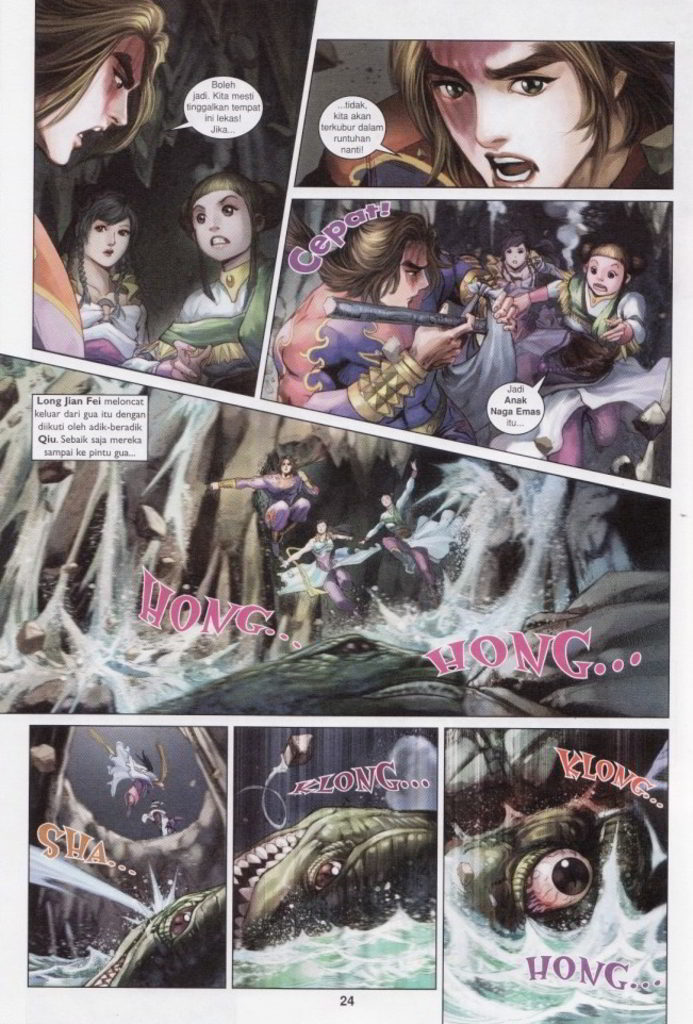 Boleh
jadi. Kita mesti
tinggalkan tempat
ini lekas!
Jika...
...tidak,
kita akan
terkubur dalam
runtuhan
nanti!
Cepat!
Jadi
Anak
Naga Emas
itu...
Long Jian Fei meloncat
keluar dari gua itu dengan
diikuti oleh adik-beradik
Qiu. Sebaik saja mereka
sampai ke pintu gua...
HONG...
HONG...
SHA...
KLONG...
KLONG...
HONG...
24